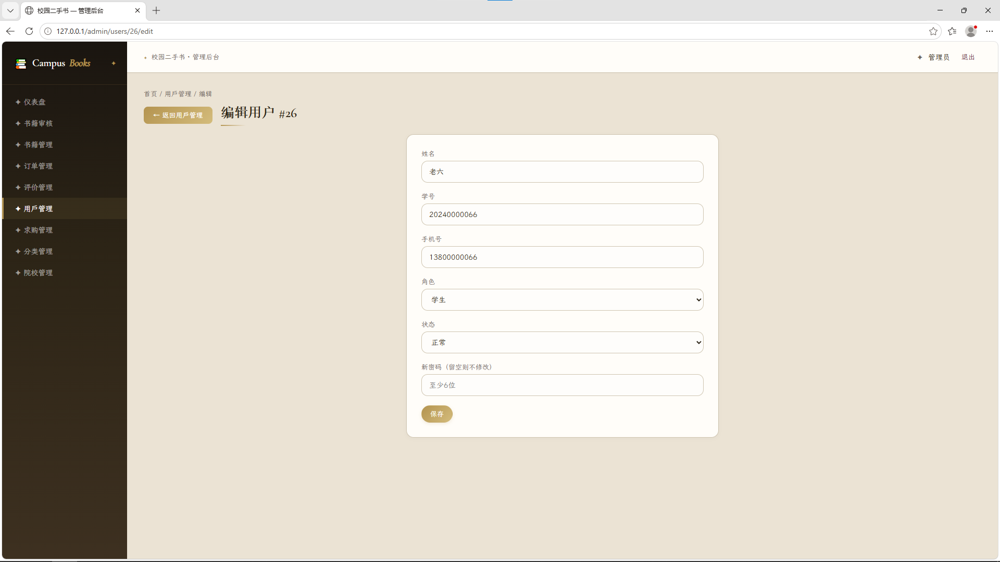 校园二手书 — 管理后台
127.0.0.1/admin/users/26/edit
Campus Books
校园二手书・管理后台
管理员
退出
仪表盘
书籍审核
书籍管理
订单管理
评价管理
用戶管理
求购管理
分类管理
院校管理
首页 / 用戶管理 / 编辑
← 返回用戶管理
编辑用户 #26
姓名
老六
学号
20240000066
手机号
13800000066
角色
学生
状态
正常
新密码（留空则不修改）
至少6位
保存